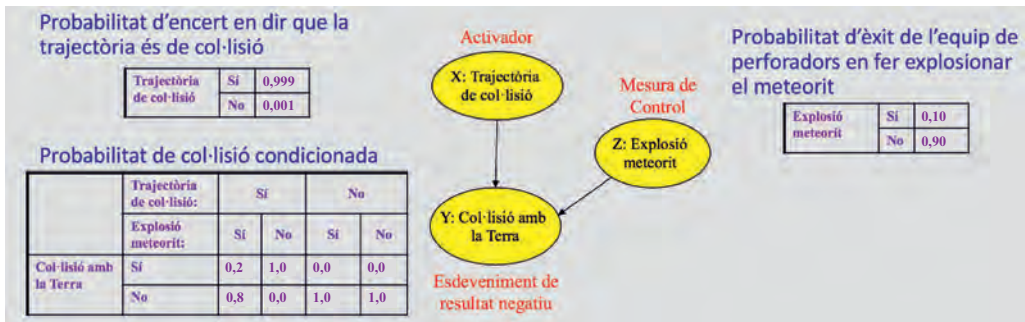 Probabilitat d'encert en dir que la
trajectòria és de col·lisió
Trajectòria
de col·lisió
Sí 0,999
No 0,001
Probabilitat de col·lisió condicionada
Trajectòria
de col·lisió:
Sí No
Explosió
meteorit:
Sí No Sí No
Col·lisió amb
la Terra
Sí 0,2 1,0 0,0 0,0
No 0,8 0,0 1,0 1,0
Activador
X: Trajectòria
de col·lisió
Mesura de
Control
Z: Explosió
meteorit
Y: Col·lisió amb
la Terra
Esdeveniment de
resultat negatiu
Probabilitat d'èxit de l'equip de
perforadors en fer explosionar
el meteorit
Explosió
meteorit
Sí 0,10
No 0,90